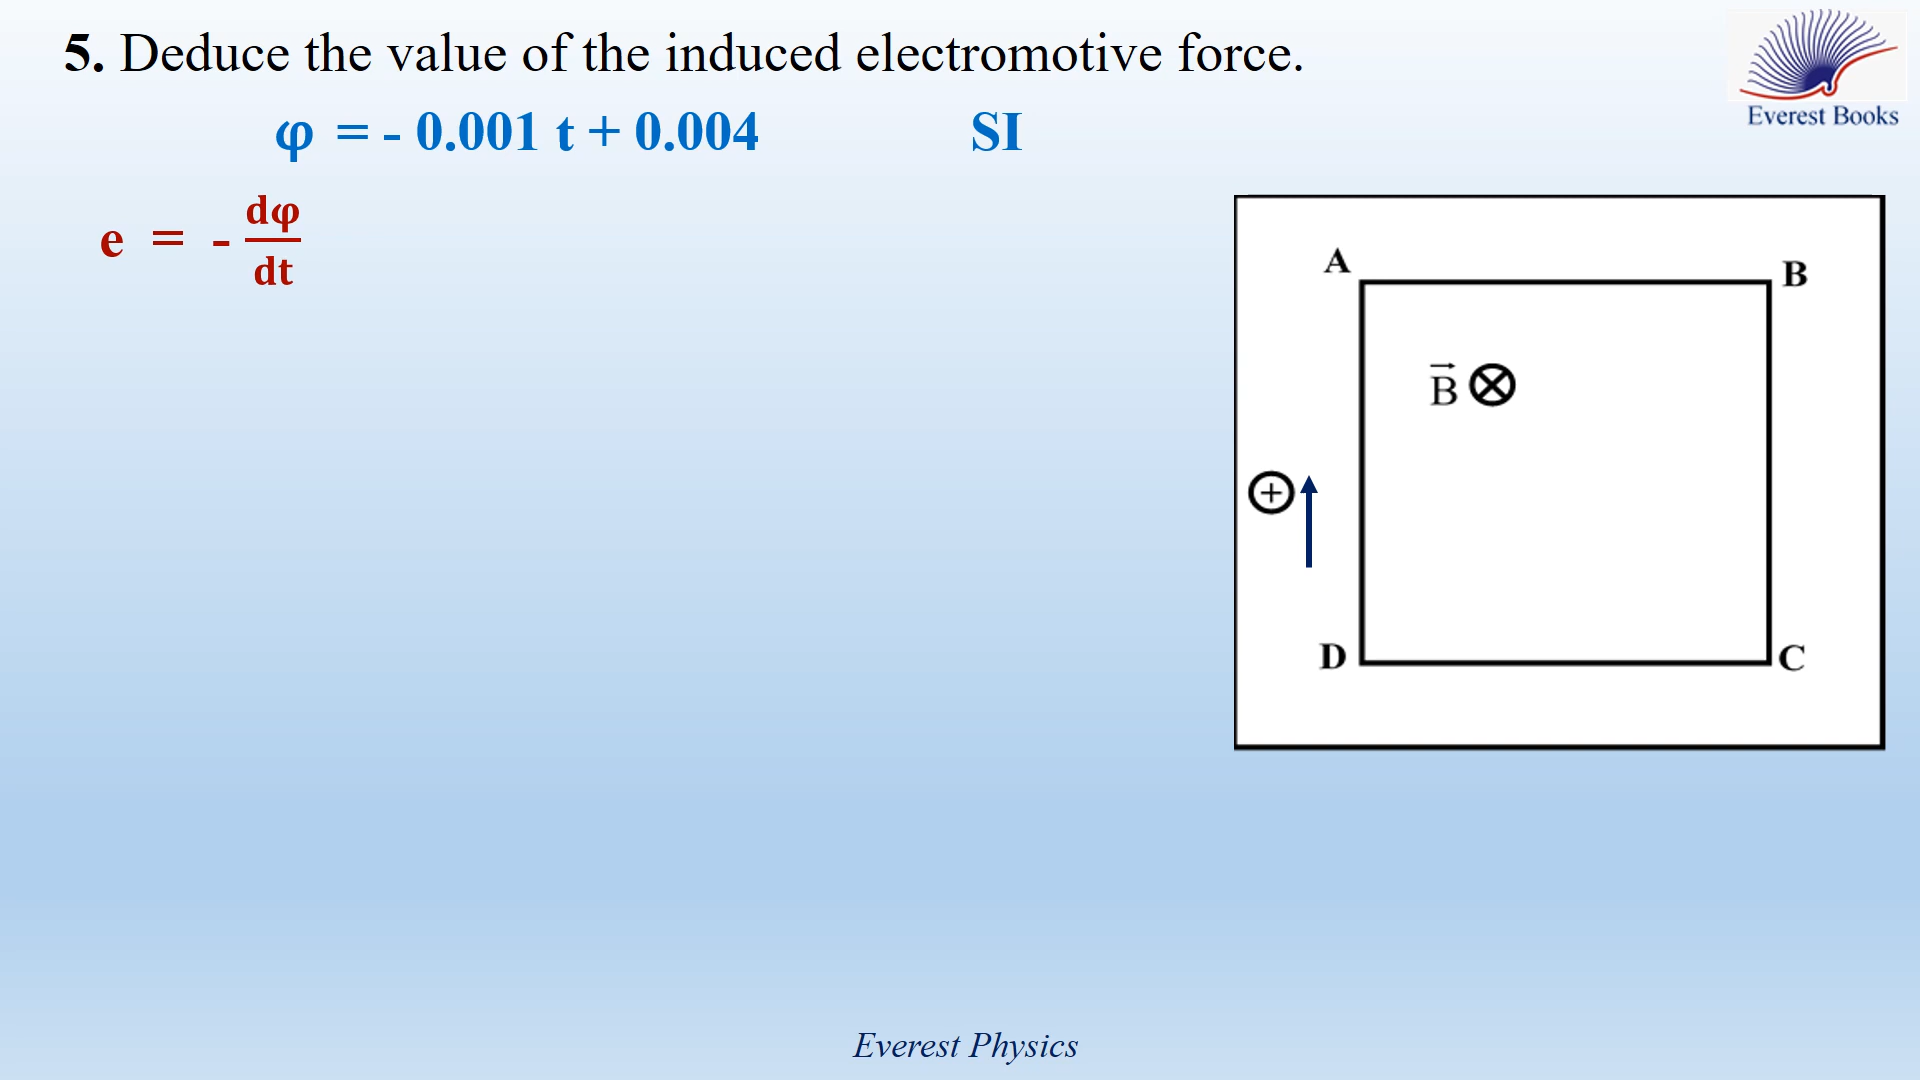 5. Deduce the value of the induced electromotive force.
Everest Books
φ = - 0.001 t + 0.004 SI
e = - dφ/dt
A
B
B⃗ ⊗
⊕
D
C
Everest Physics